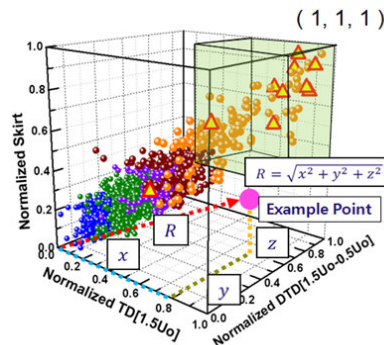 ( 1, 1, 1 )
1.0
0.8
0.6
0.4
0.2
0.0
Normalized Skirt
R = √x² + y² + z²
Example Point
R
x
y
z
0.0
0.2
0.4
0.6
0.8
1.0
Normalized TD[1.5Uo]
0.0
0.2
0.4
0.6
0.8
1.0
Normalized DTD[1.5Uo-0.5Uo]